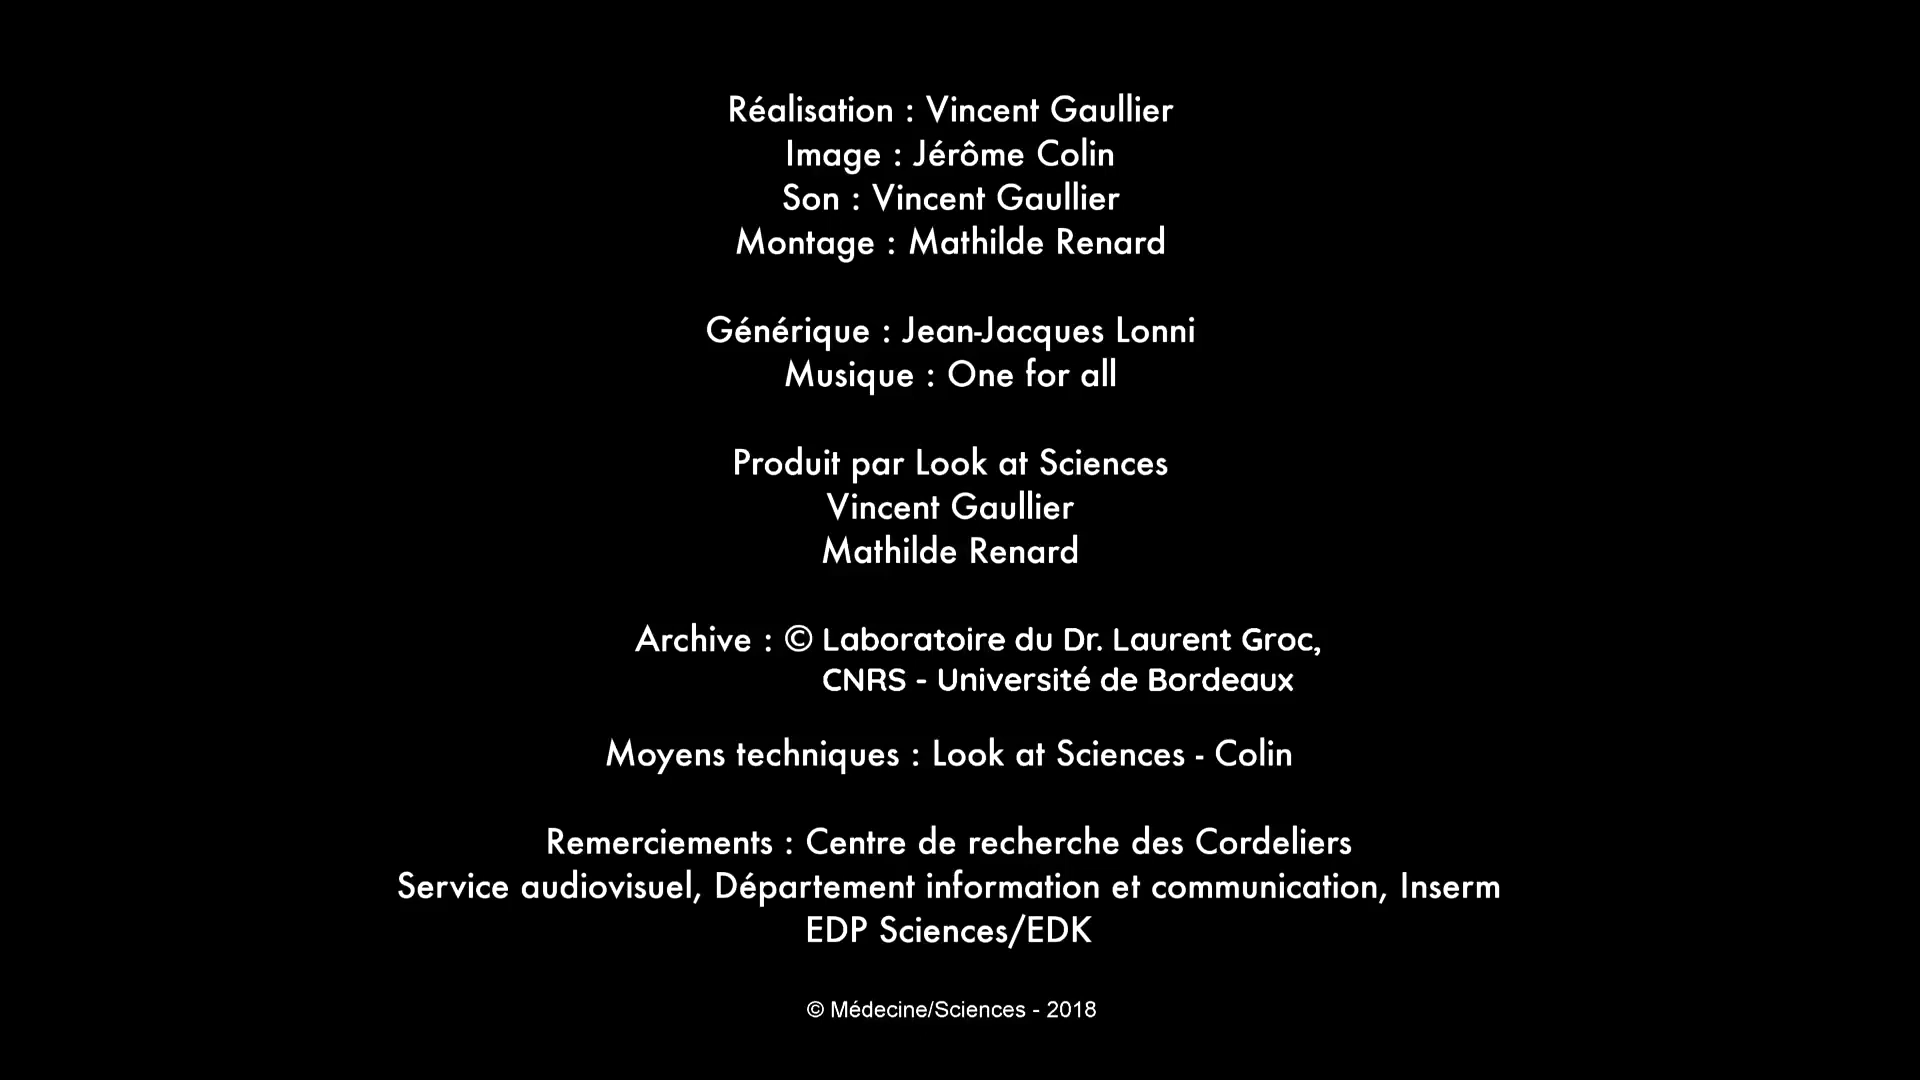 Réalisation : Vincent Gaullier
Image : Jérôme Colin
Son : Vincent Gaullier
Montage : Mathilde Renard
Générique : Jean-Jacques Lonni
Musique : One for all
Produit par Look at Sciences
Vincent Gaullier
Mathilde Renard
Archive : © Laboratoire du Dr. Laurent Groc,
CNRS - Université de Bordeaux
Moyens techniques : Look at Sciences - Colin
Remerciements : Centre de recherche des Cordeliers
Service audiovisuel, Département information et communication, Inserm
EDP Sciences/EDK
© Médecine/Sciences - 2018